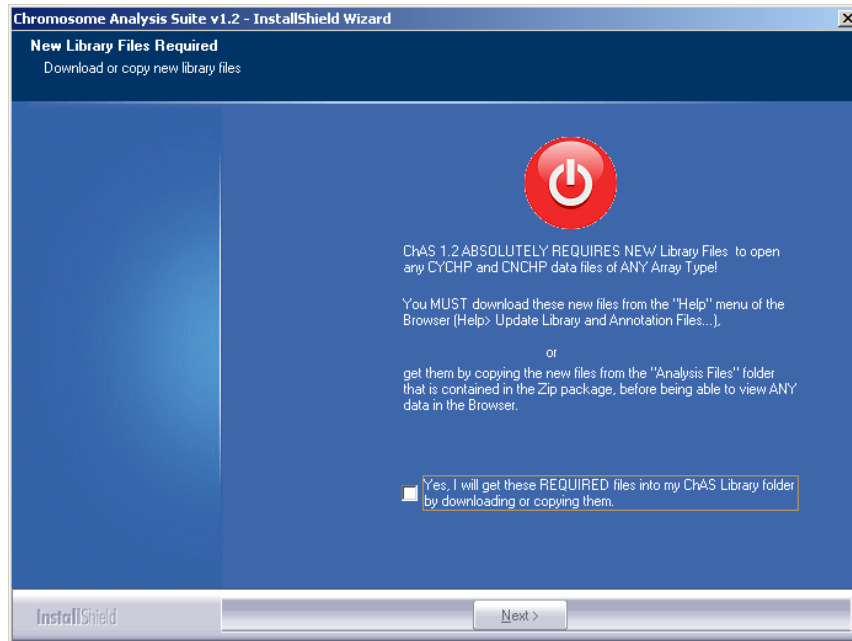 Chromosome Analysis Suite v1.2 - InstallShield Wizard
New Library Files Required
Download or copy new library files
ChAS 1.2 ABSOLUTELY REQUIRES NEW Library Files to open
any CYCHP and CNCHP data files of ANY Array Type!
You MUST download these new files from the "Help" menu of the
Browser (Help> Update Library and Annotation Files...),
or
get them by copying the new files from the "Analysis Files" folder
that is contained in the Zip package, before being able to view ANY
data in the Browser.
Yes, I will get these REQUIRED files into my ChAS Library folder
by downloading or copying them.
InstallShield
Next >